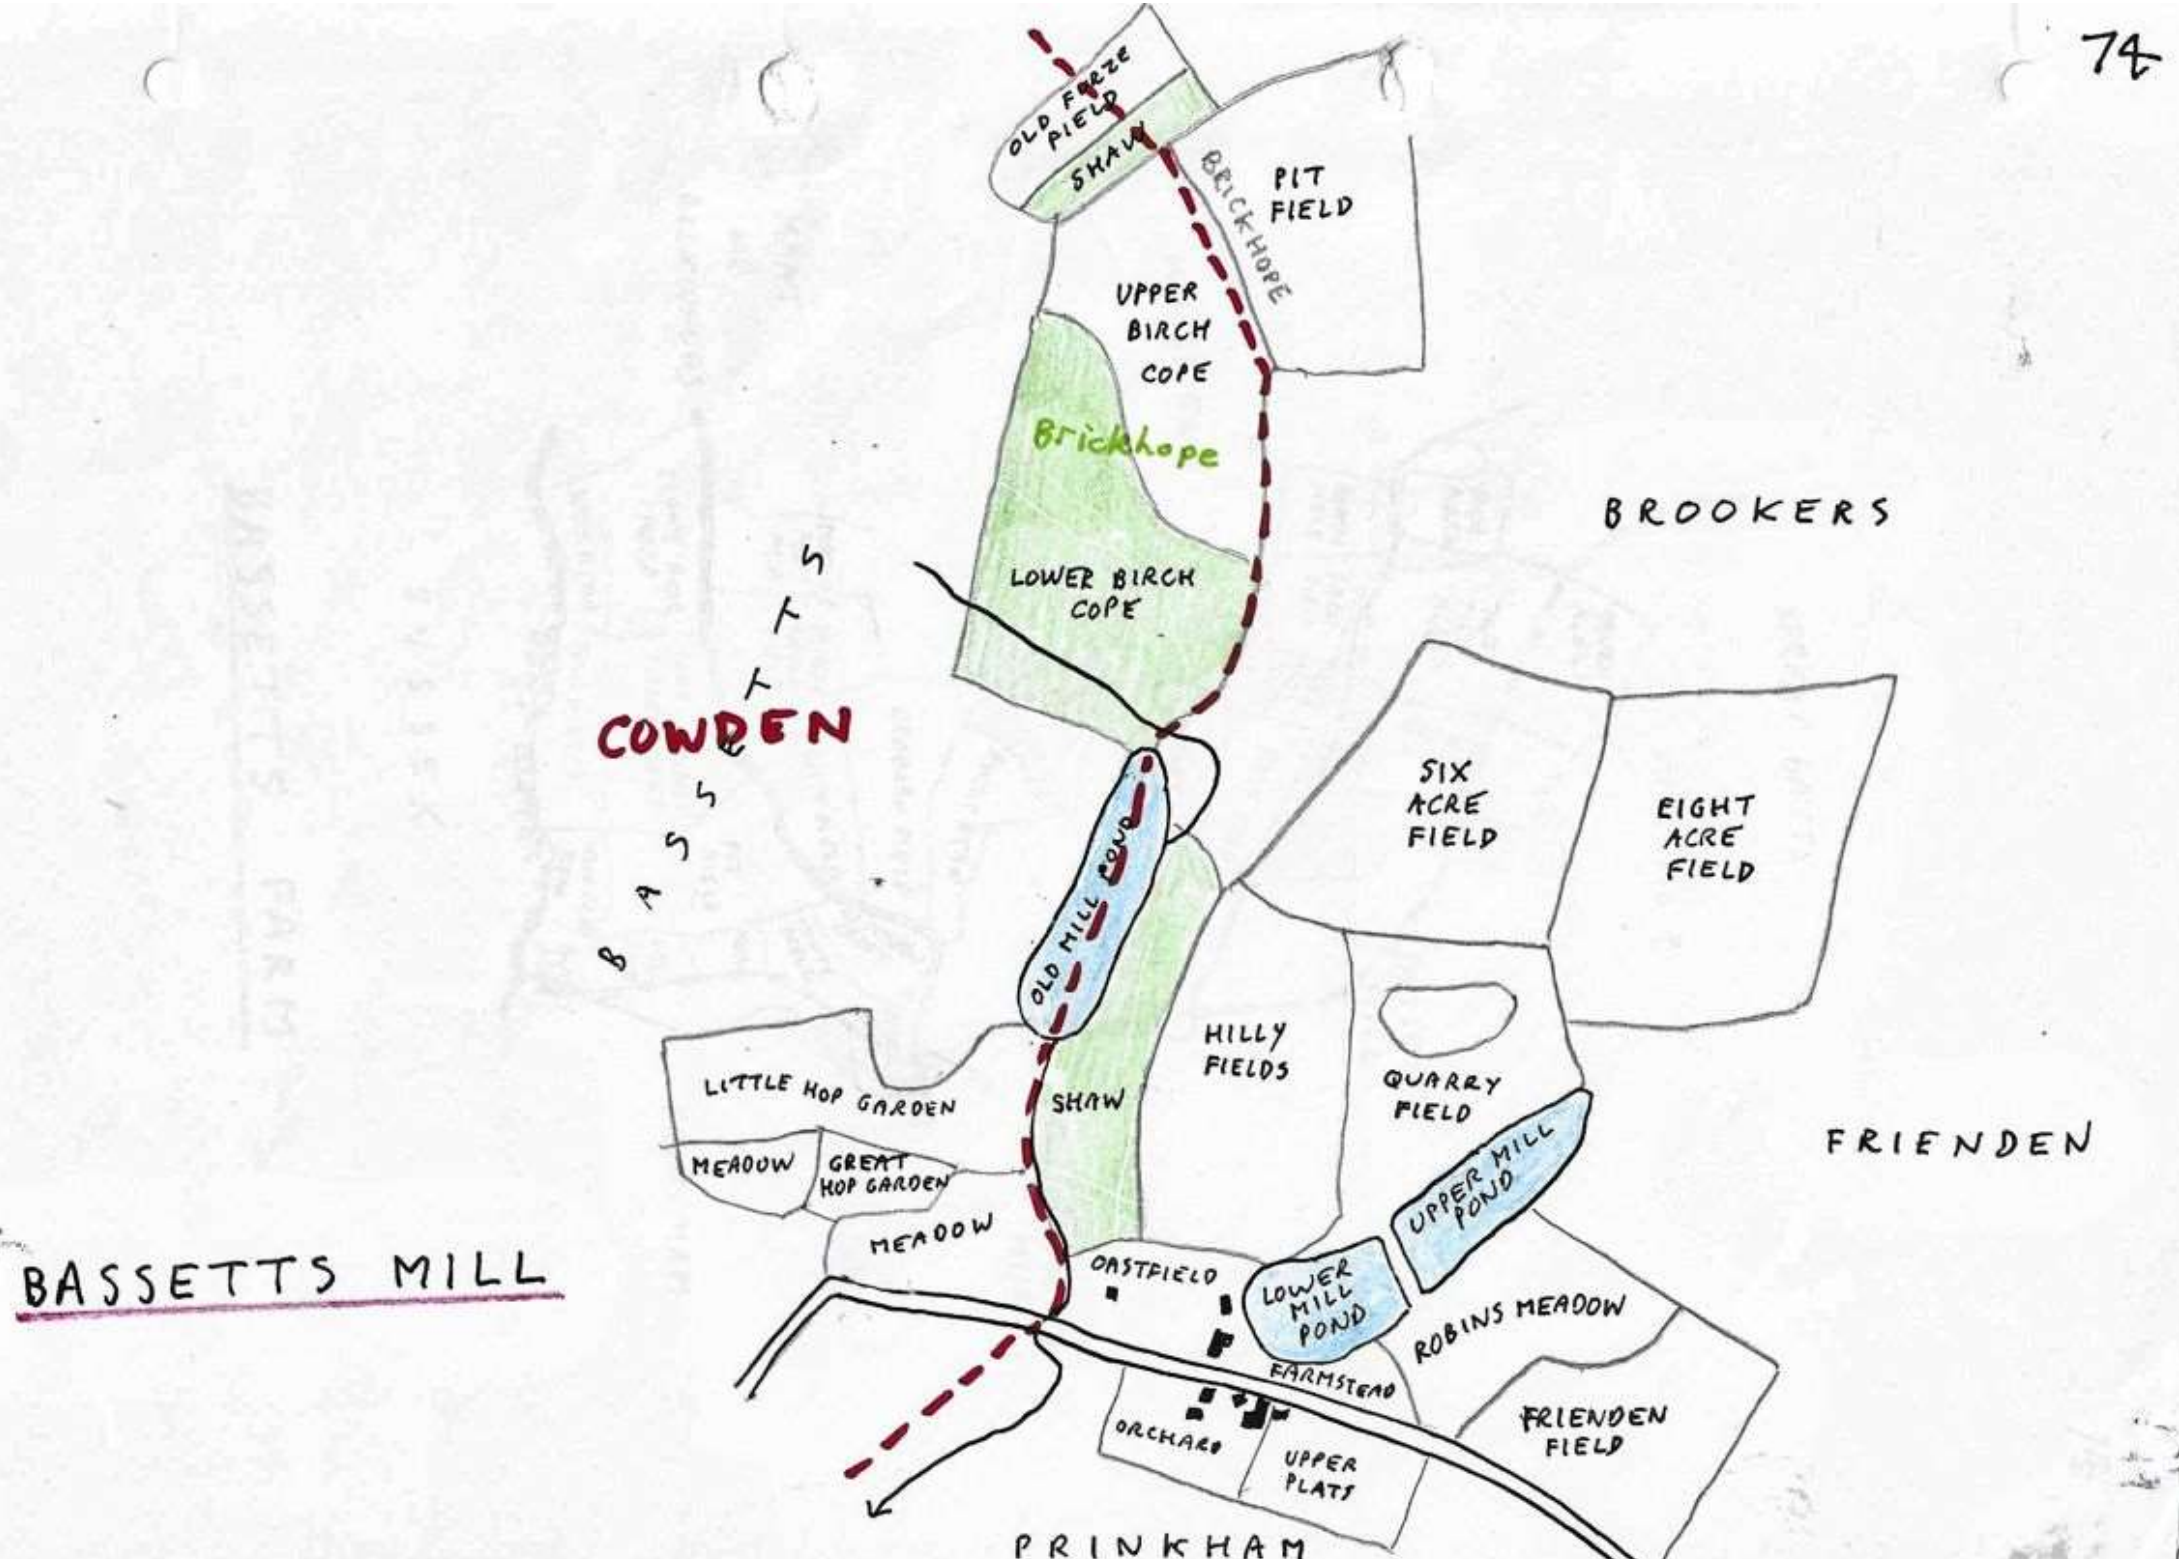 74
OLD FURZE
FIELD
SHAW
BRICKHOPE
PIT
FIELD
UPPER
BIRCH
COPE
Brickhope
BROOKERS
LOWER BIRCH
COPE
BASSETTS
COWDEN
SIX
ACRE
FIELD
EIGHT
ACRE
FIELD
OLD MILL POND
HILLY
FIELDS
LITTLE HOP GARDEN
SHAW
QUARRY
FIELD
MEADOW
GREAT
HOP GARDEN
UPPER MILL
POND
FRIENDEN
MEADOW
BASSETTS MILL
OASTFIELD
LOWER
MILL
POND
ROBINS MEADOW
FARMSTEAD
ORCHARD
UPPER
PLATS
FRIENDEN
FIELD
PRINKHAM